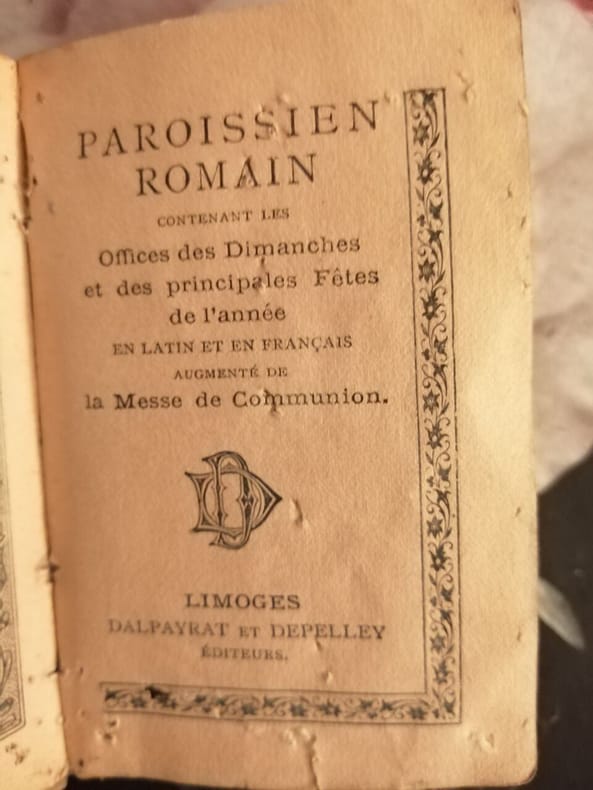 PAROISSIEN
ROMAIN
CONTENANT LES
Offices des Dimanches
et des principales Fêtes
de l'année
EN LATIN ET EN FRANÇAIS
AUGMENTÉ DE
la Messe de Communion.
DD
LIMOGES
DALPAYRAT ET DEPELLEY
ÉDITEURS.